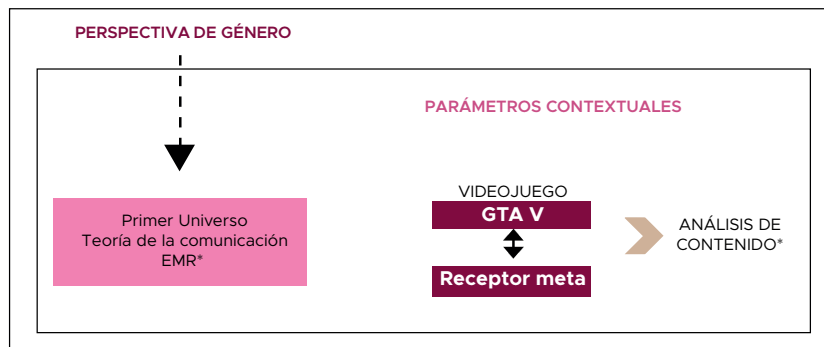 PERSPECTIVA DE GÉNERO
PARÁMETROS CONTEXTUALES
Primer Universo
Teoría de la comunicación
EMR*
VIDEOJUEGO
GTA V
Receptor meta
ANÁLISIS DE
CONTENIDO*